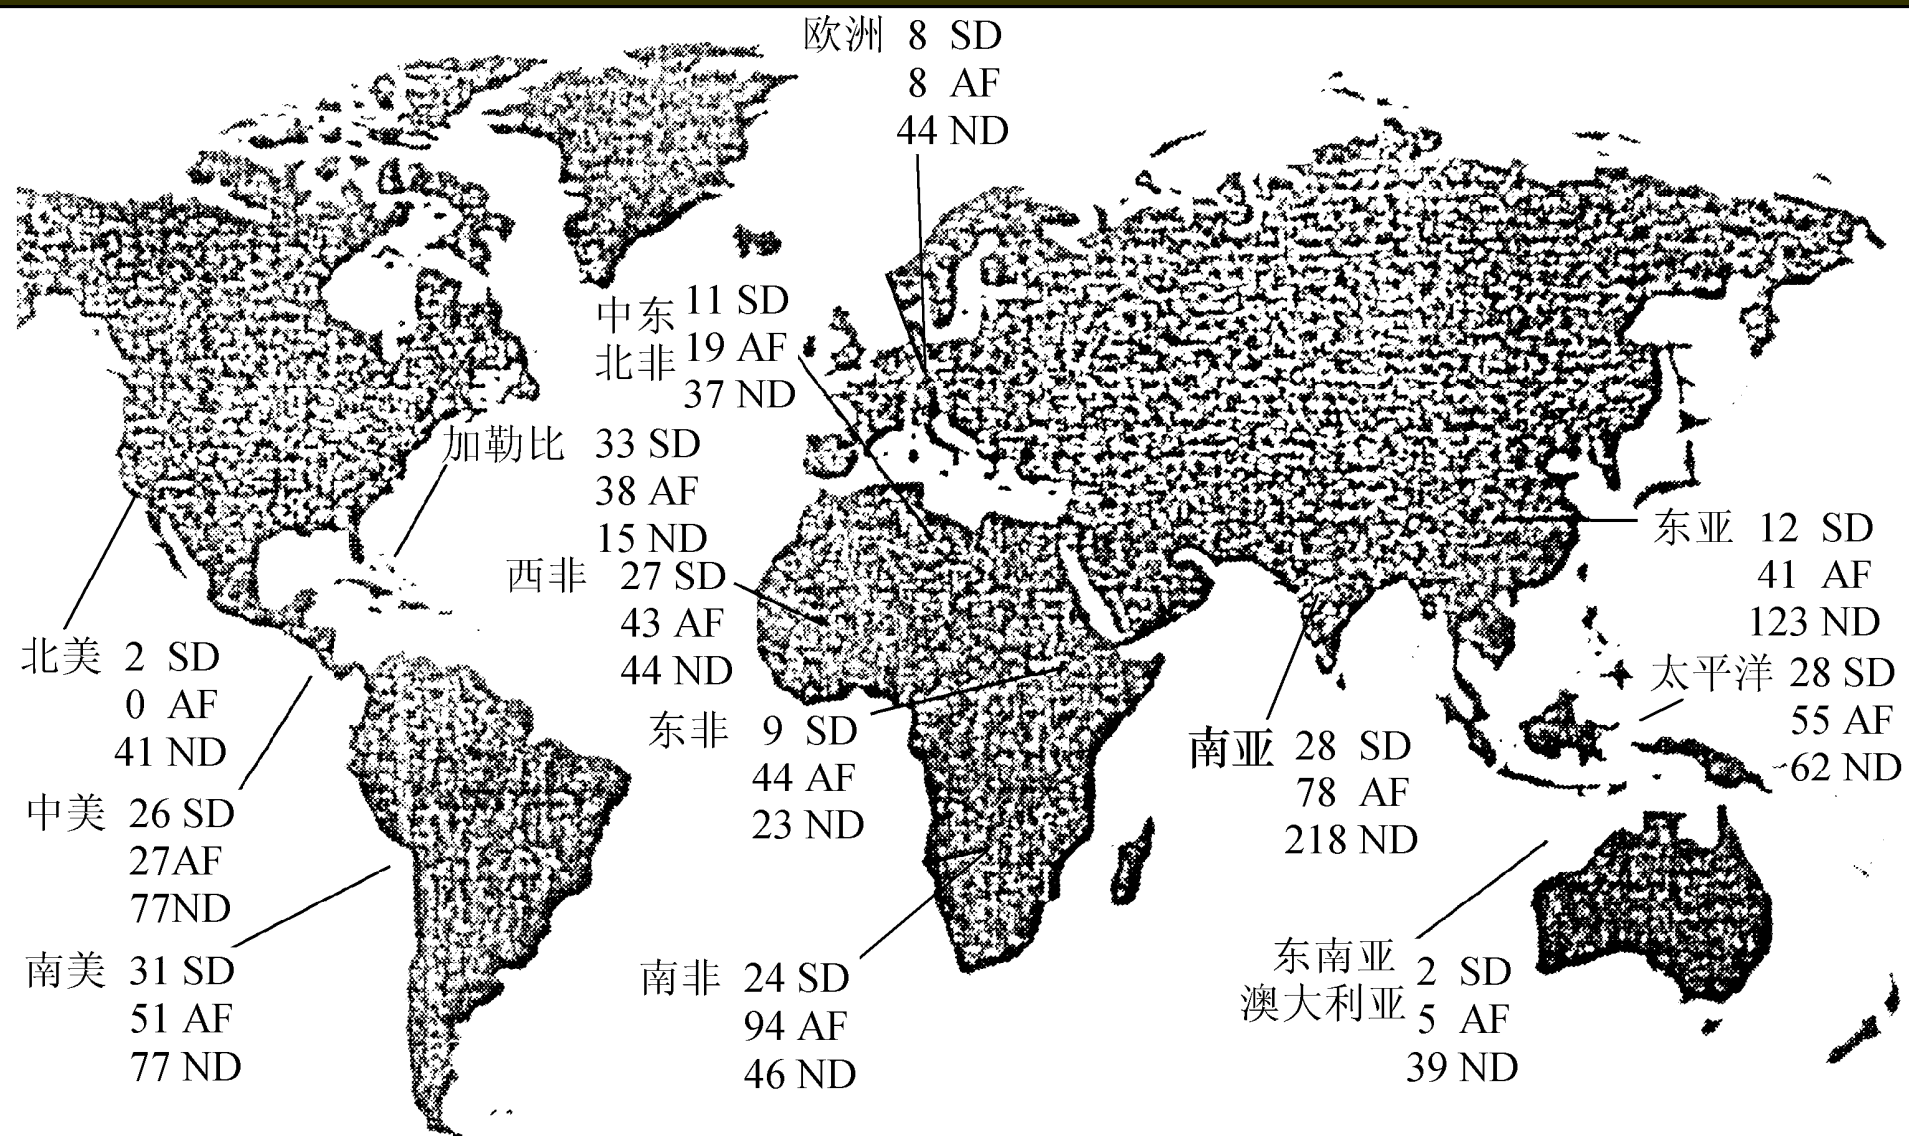 欧洲 8 SD
8 AF
44 ND
中东 11 SD
北非 19 AF
37 ND
加勒比 33 SD
38 AF
15 ND
西非 27 SD
43 AF
44 ND
东亚 12 SD
41 AF
123 ND
北美 2 SD
0 AF
41 ND
太平洋 28 SD
55 AF
62 ND
东非 9 SD
44 AF
23 ND
南亚 28 SD
78 AF
218 ND
中美 26 SD
27AF
77ND
南美 31 SD
51 AF
77 ND
南非 24 SD
94 AF
46 ND
东南亚 2 SD
澳大利亚 5 AF
39 ND